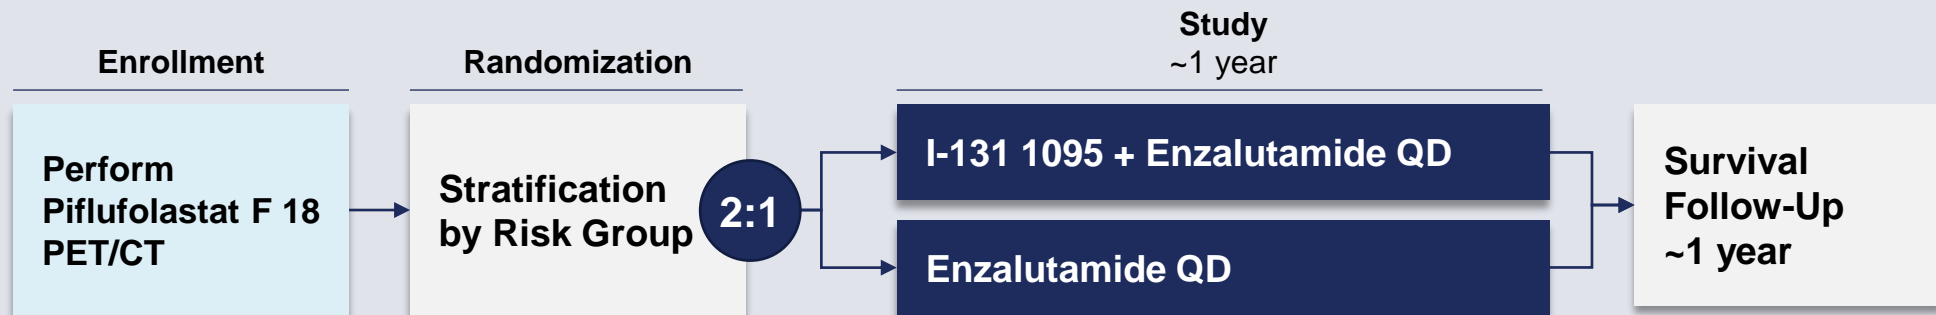 Enrollment
Perform
Piflufolastat F 18
PET/CT
Randomization
Stratification
by Risk Group
2:1
Study
~1 year
I-131 1095 + Enzalutamide QD
Enzalutamide QD
Survival
Follow-Up
~1 year